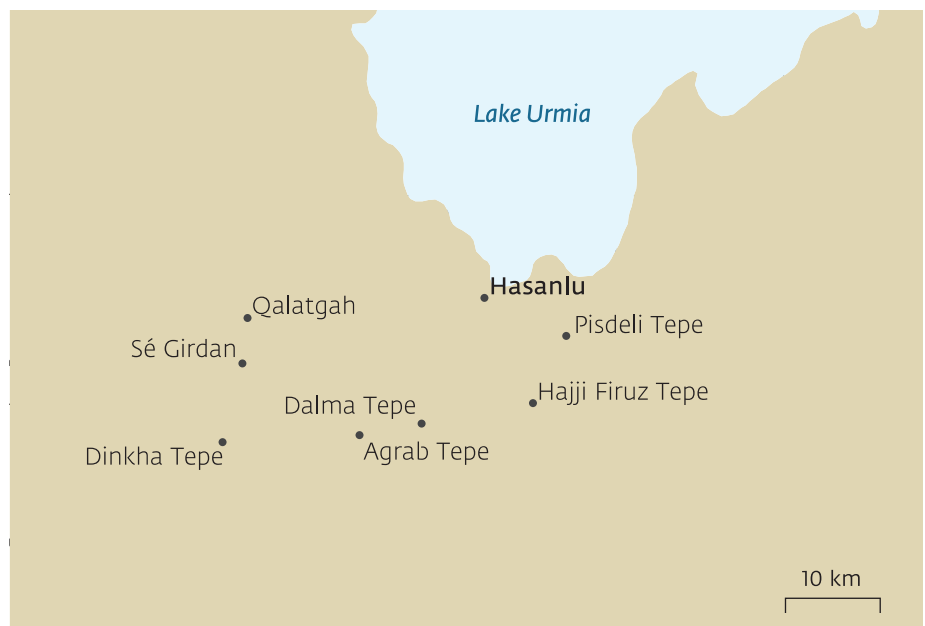 Lake Urmia
Hasanlu
Qalatgah
Pisdeli Tepe
Sé Girdan
Hajji Firuz Tepe
Dalma Tepe
Agrab Tepe
Dinkha Tepe
10 km